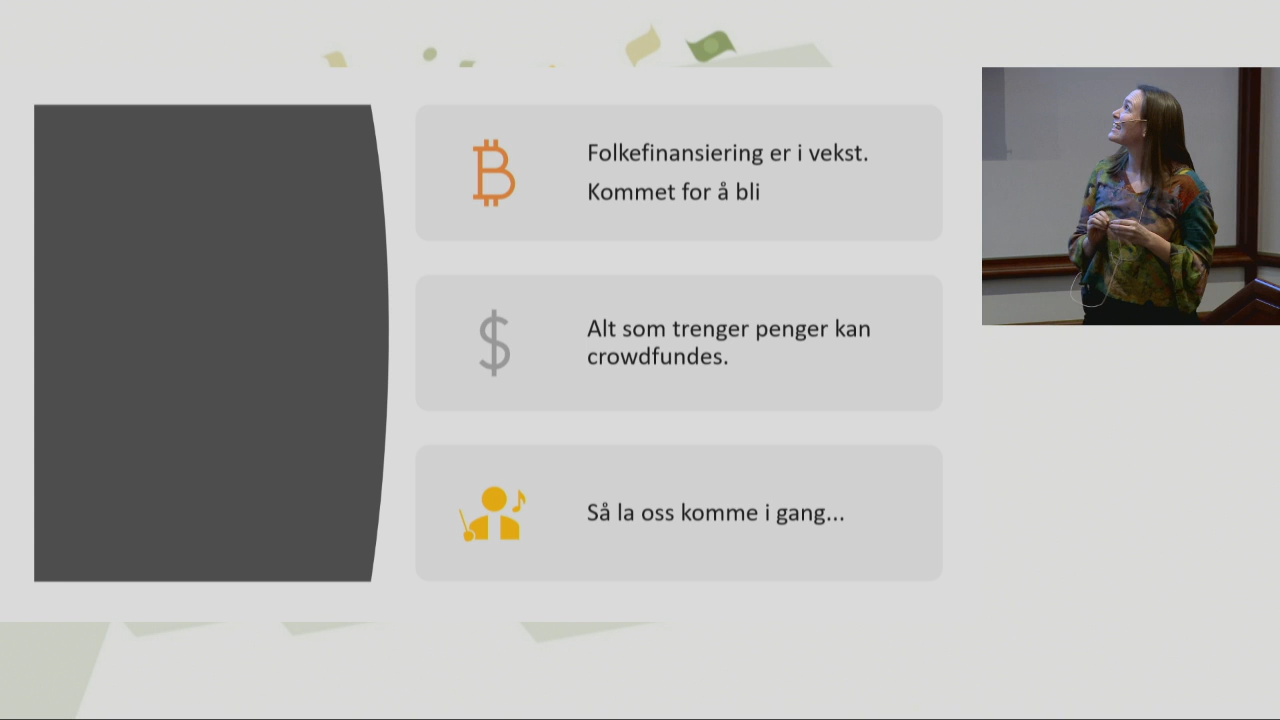 Folkefinansiering er i vekst.
Kommet for å bli
Alt som trenger penger kan
crowdfundes.
Så la oss komme i gang...